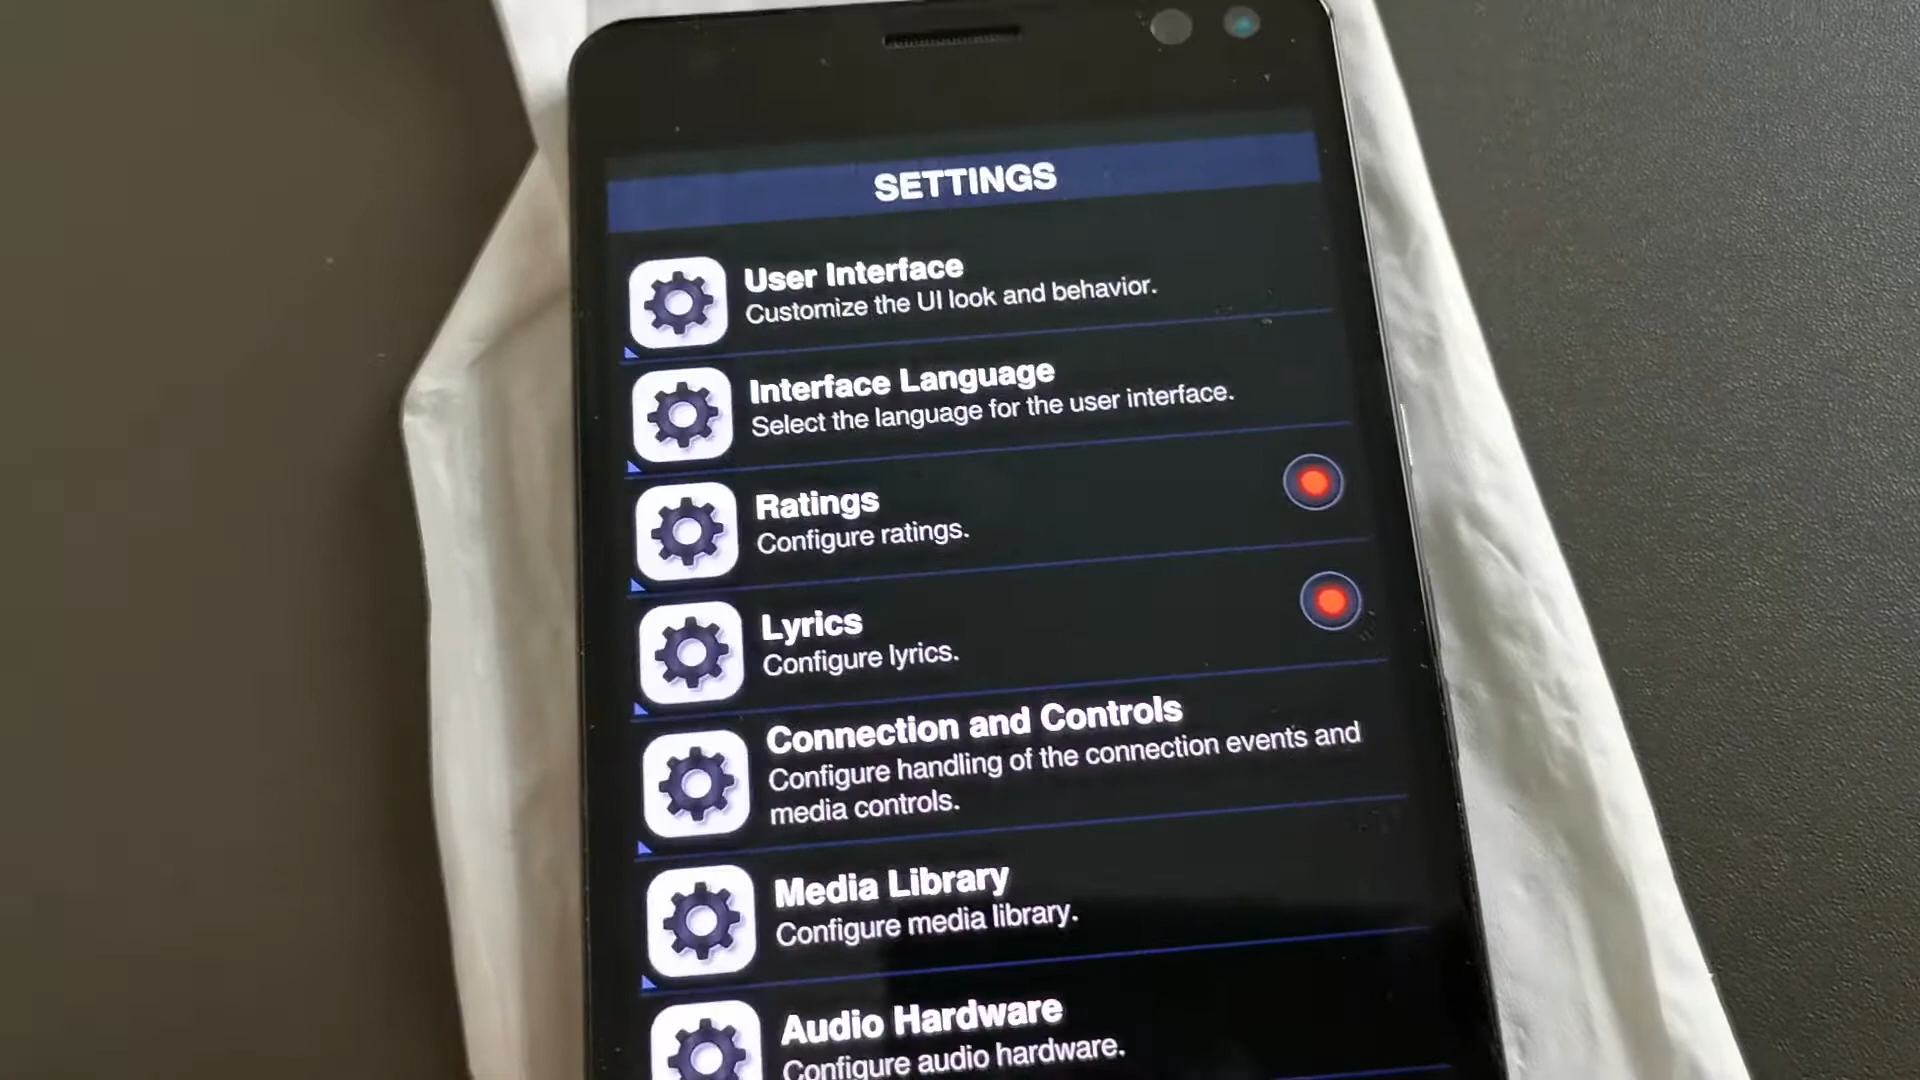 SETTINGS
User Interface
Customize the UI look and behavior.
Interface Language
Select the language for the user interface.
Ratings
Configure ratings.
Lyrics
Configure lyrics.
Connection and Controls
Configure handling of the connection events and
media controls.
Media Library
Configure media library.
Audio Hardware
Configure audio hardware.